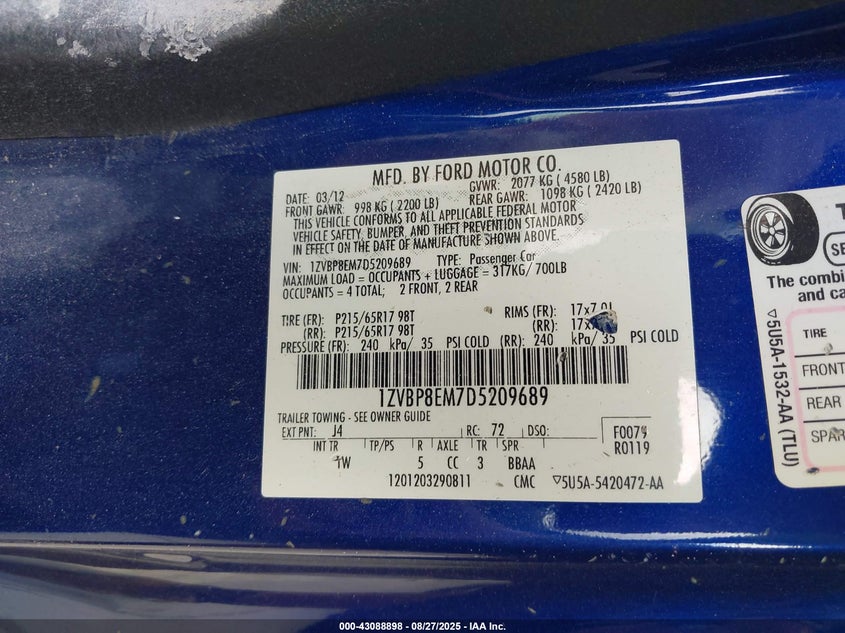 MFD. BY FORD MOTOR CO.
DATE: 03/12 GVWR: 2077 KG ( 4580 LB)
FRONT GAWR: 998 KG ( 2200 LB) REAR GAWR: 1098 KG ( 2420 LB)
THIS VEHICLE CONFORMS TO ALL APPLICABLE FEDERAL MOTOR
VEHICLE SAFETY, BUMPER, AND THEFT PREVENTION STANDARDS
IN EFFECT ON THE DATE OF MANUFACTURE SHOWN ABOVE.
VIN: 1ZVBP8EM7D5209689 TYPE: Passenger Car
MAXIMUM LOAD = OCCUPANTS + LUGGAGE = 317KG/ 700LB
OCCUPANTS = 4 TOTAL; 2 FRONT, 2 REAR
TIRE (FR): P215/65R17 98T RIMS (FR): 17x7.0J
(RR): P215/65R17 98T (RR): 17x
PRESSURE (FR): 240 kPa/ 35 PSI COLD (RR): 240 kPa/ 35 PSI COLD
1ZVBP8EM7D5209689
TRAILER TOWING - SEE OWNER GUIDE
EXT PNT: J4 RC: 72 DSO: F0079
INT TR TP/PS R AXLE TR SPR R0119
TW 5 CC 3 BBAA
1201203290811 CMC ▽5U5A-5420472-AA
T
SE
The combin
and ca
TIRE
FRONT
REAR
SPAR
▽5U5A-1532-AA (TLU)
000-43088898 - 08/27/2025 - IAA Inc.